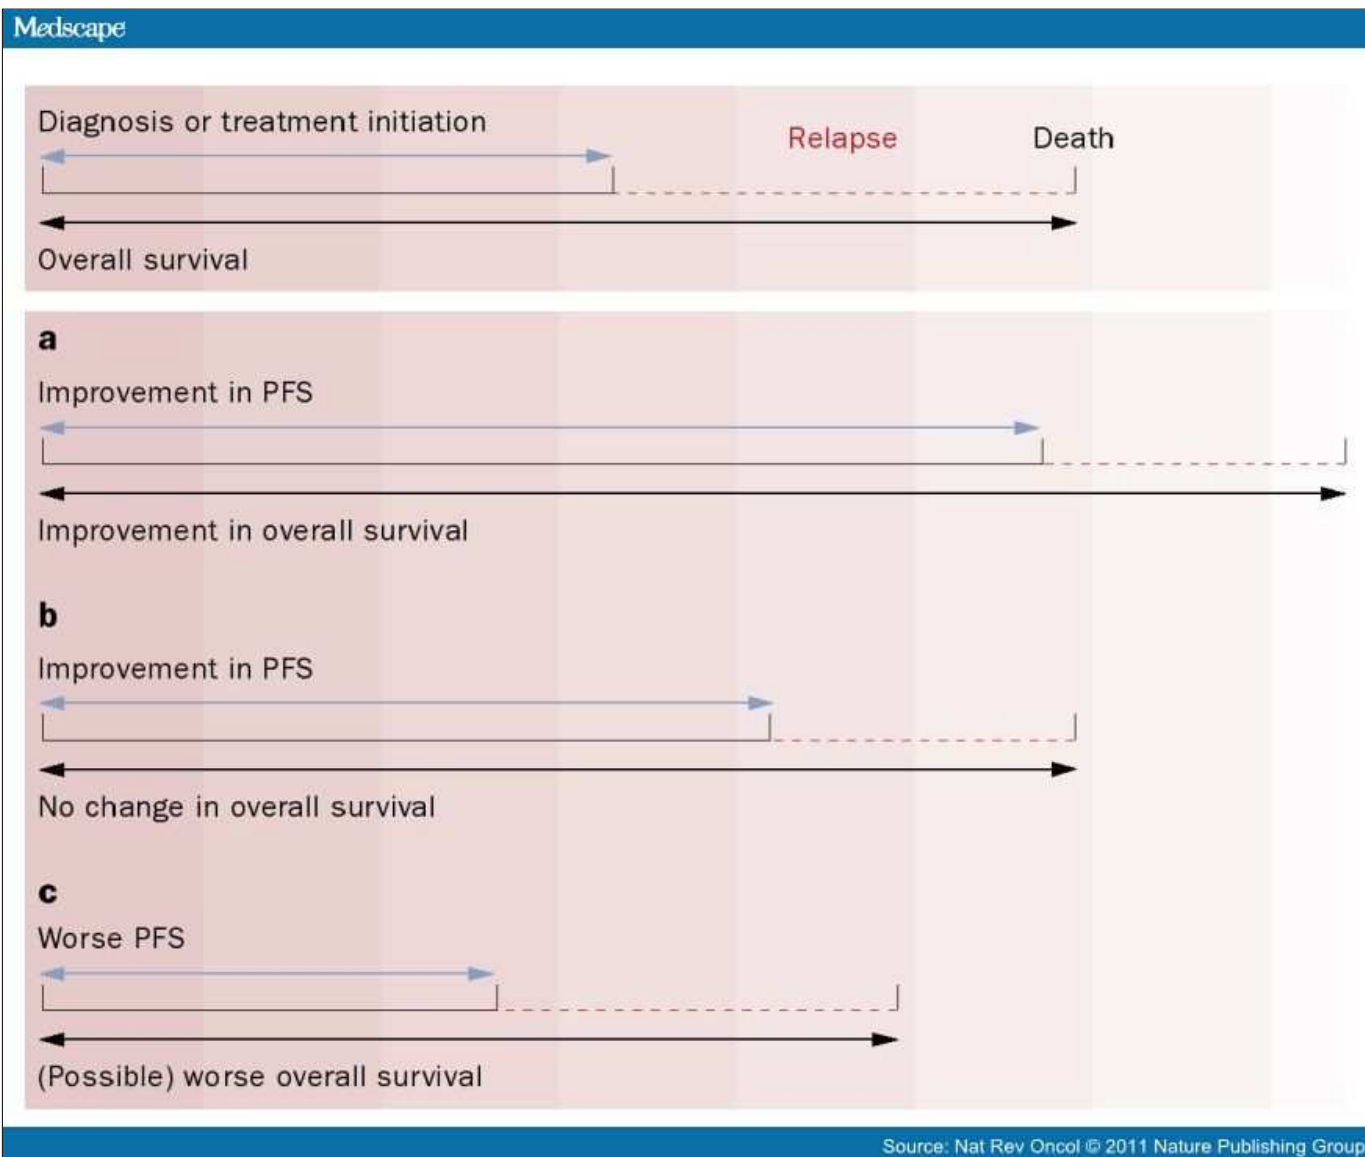 Medscape
Diagnosis or treatment initiation
Relapse
Death
Overall survival
a
Improvement in PFS
Improvement in overall survival
b
Improvement in PFS
No change in overall survival
c
Worse PFS
(Possible) worse overall survival
Source: Nat Rev Oncol © 2011 Nature Publishing Group